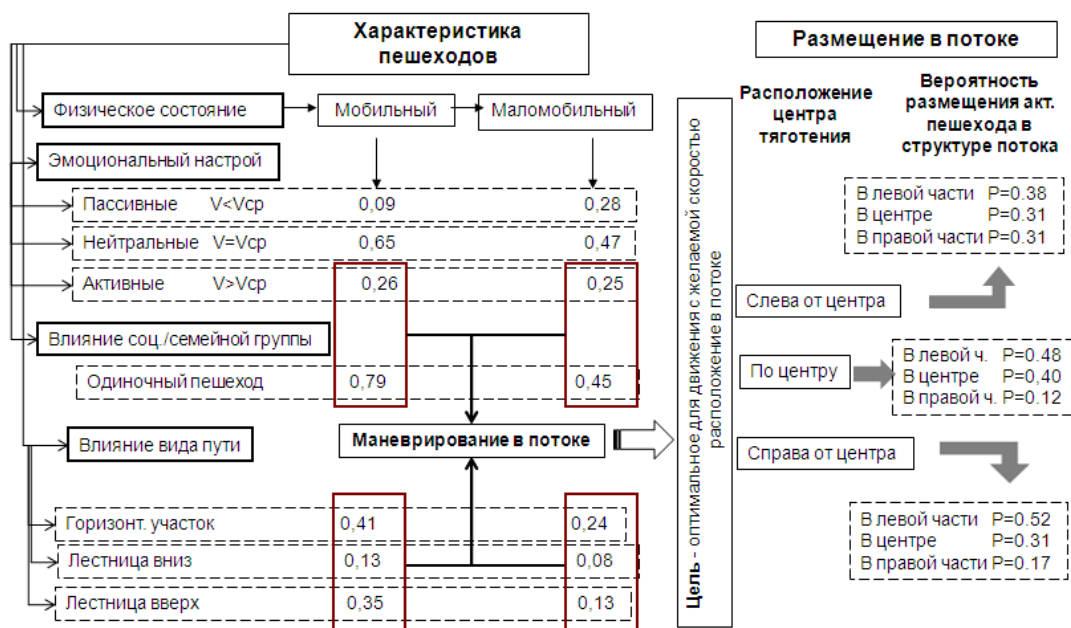 Характеристика
пешеходов
Физическое состояние
Мобильный
Маломобильный
Эмоциональный настрой
Пассивные V<Vср 0,09 0,28
Нейтральные V=Vср 0,65 0,47
Активные V>Vср 0,26 0,25
Влияние соц./семейной группы
Одиночный пешеход 0,79 0,45
Влияние вида пути
Маневрирование в потоке
Горизонт. участок 0,41 0,24
Лестница вниз 0,13 0,08
Лестница вверх 0,35 0,13
Цель - оптимальное для движения с желаемой скоростью
расположение в потоке
Размещение в потоке
Расположение
центра
тяготения
Вероятность
размещения акт.
пешехода в
структуре потока
В левой части P=0.38
В центре P=0.31
В правой части P=0.31
Слева от центра
По центру
В левой ч. P=0.48
В центре P=0,40
В правой ч. P=0.12
Справа от центра
В левой части P=0.52
В центре P=0.31
В правой части P=0.17